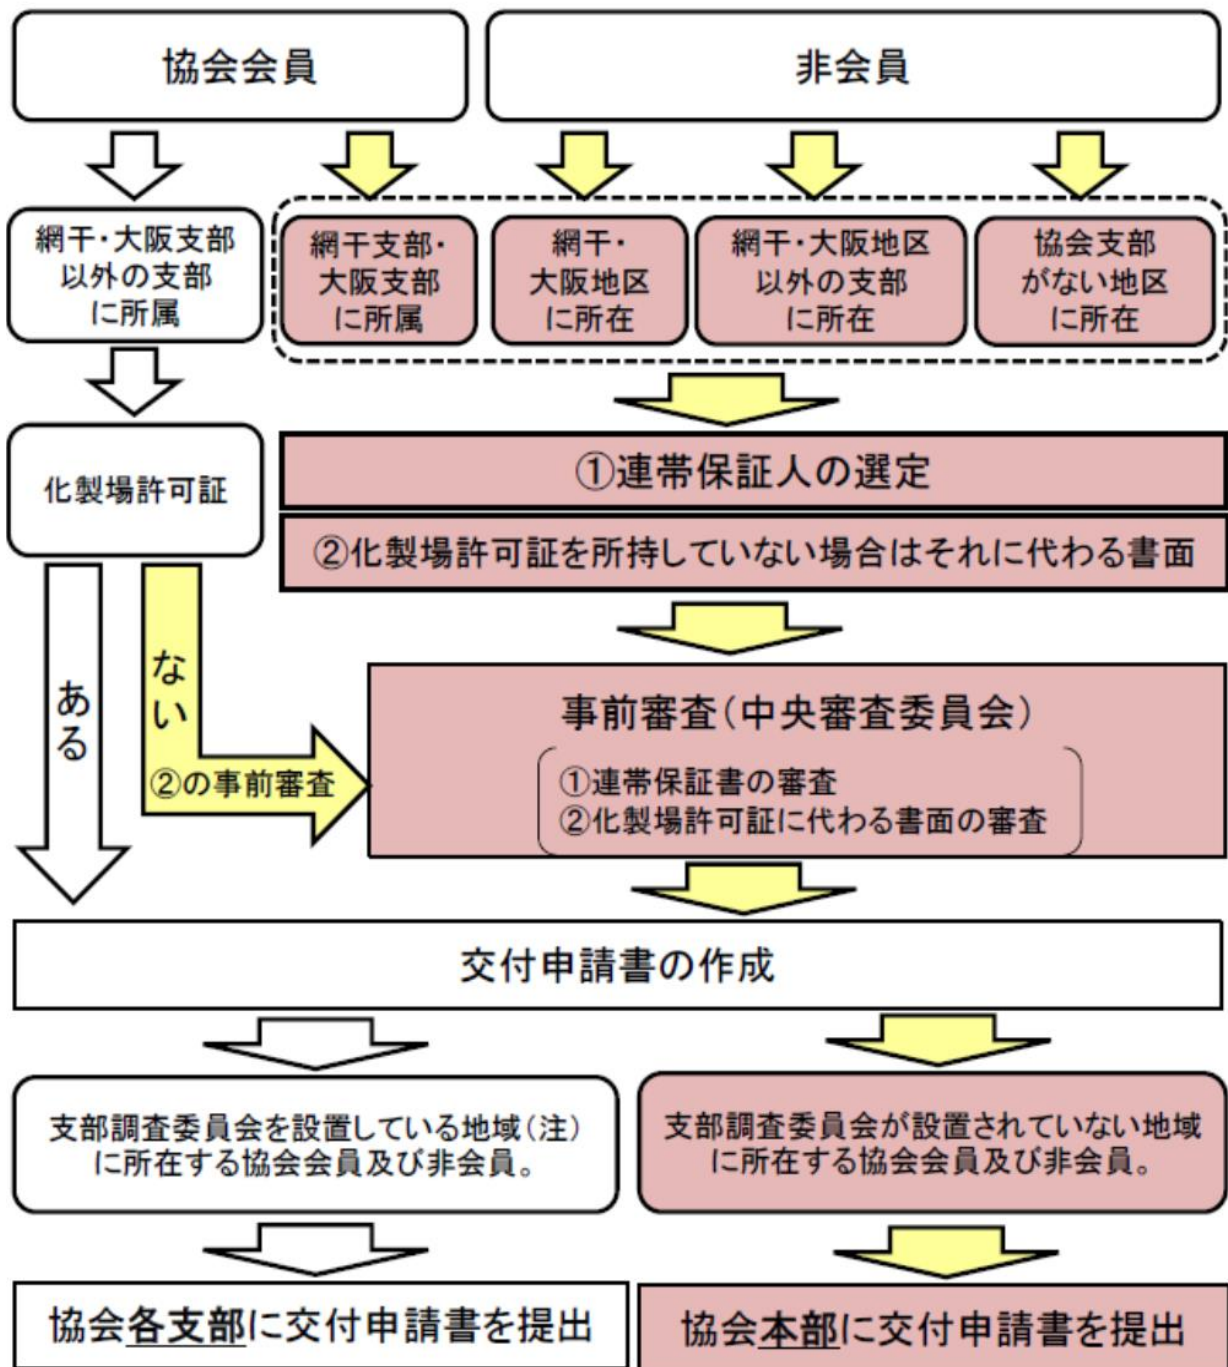 協会会員
非会員
網干・大阪支部
以外の支部
に所属
網干支部・
大阪支部
に所属
網干・
大阪地区
に所在
網干・大阪地区
以外の支部
に所在
協会支部
がない地区
に所在
化製場許可証
①連帯保証人の選定
②化製場許可証を所持していない場合はそれに代わる書面
ある
ない
②の事前審査
事前審査(中央審査委員会)
①連帯保証書の審査
②化製場許可証に代わる書面の審査
交付申請書の作成
支部調査委員会を設置している地域(注)
に所在する協会会員及び非会員。
支部調査委員会が設置されていない地域
に所在する協会会員及び非会員。
協会各支部に交付申請書を提出
協会本部に交付申請書を提出